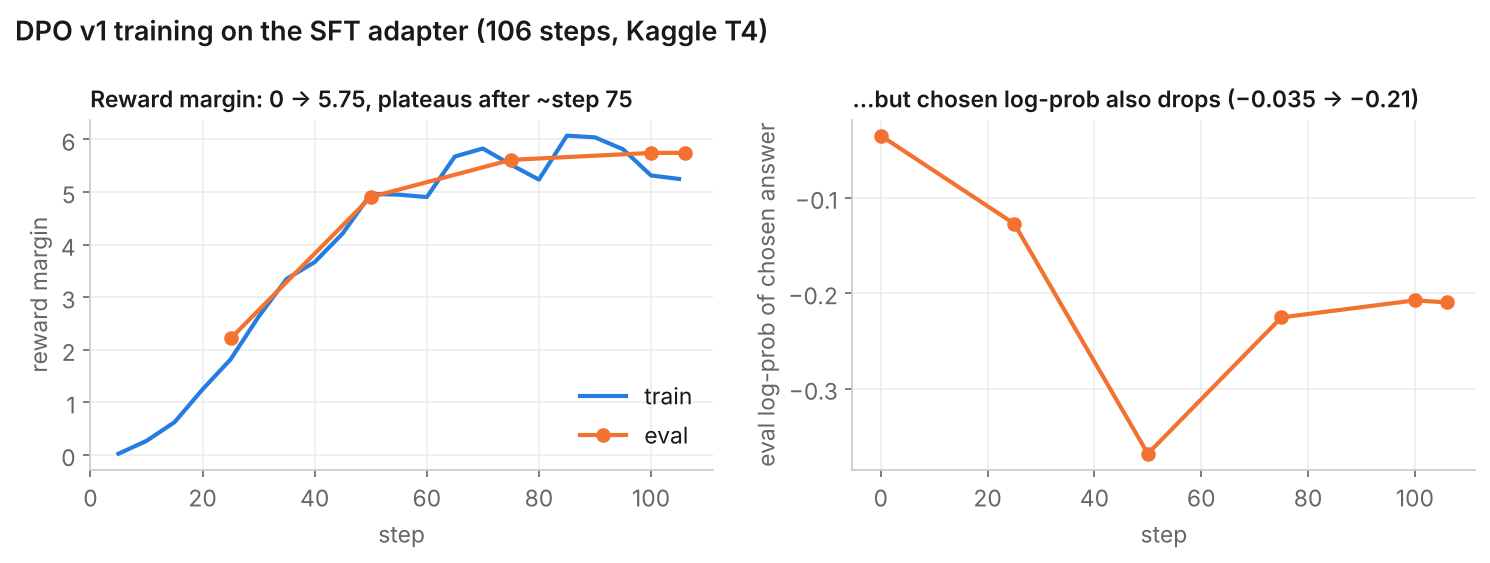 DPO v1 training on the SFT adapter (106 steps, Kaggle T4)
Reward margin: 0 → 5.75, plateaus after ~step 75
reward margin
6
5
4
3
2
1
0
train
eval
0 20 40 60 80 100
step
...but chosen log-prob also drops (−0.035 → −0.21)
eval log-prob of chosen answer
−0.1
−0.2
−0.3
0 20 40 60 80 100
step